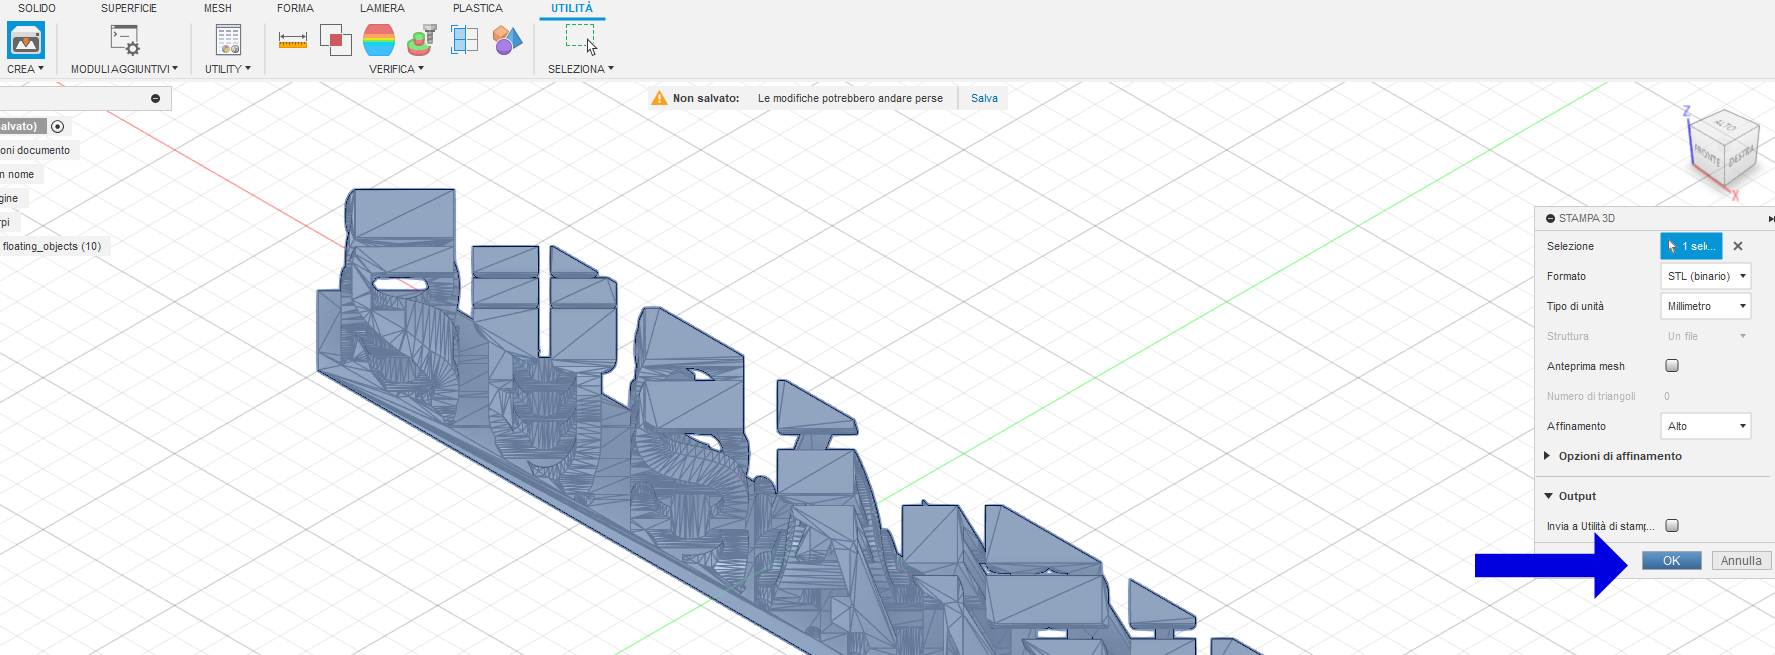 SOLIDO SUPERFICIE MESH FORMA LAMIERA PLASTICA UTILITÀ
CREA MODULI AGGIUNTIVI UTILITY VERIFICA SELEZIONA
Non salvato: Le modifiche potrebbero andare perse Salva
alvato)
oni documento
n nome
gine
rpi
floating_objects (10)
Z
ALTO
FRONTE DESTRA
X
STAMPA 3D
Selezione 1 sel...
Formato STL (binario)
Tipo di unità Millimetro
Struttura Un file
Anteprima mesh
Numero di triangoli 0
Affinamento Alto
Opzioni di affinamento
Output
Invia a Utilità di stamp...
OK Annulla